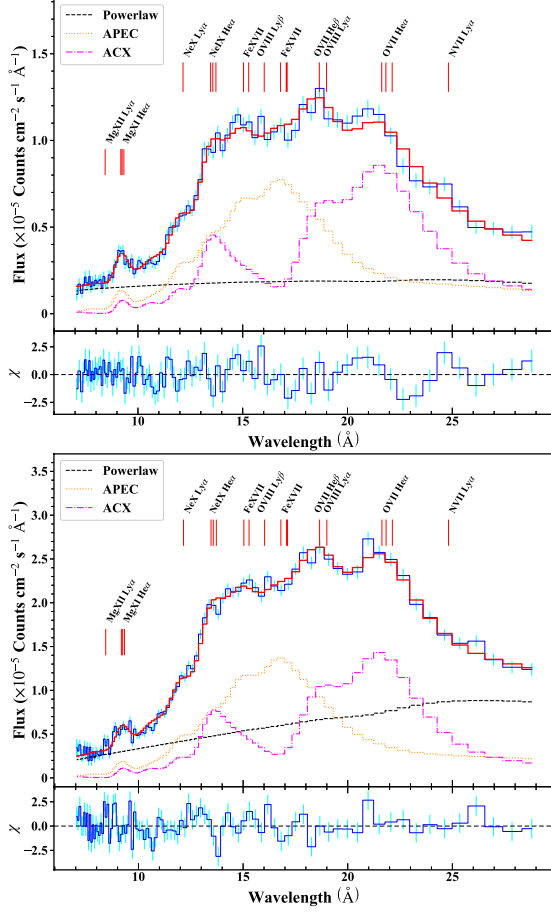 NeX Lyα
NeIX Heα
FeXVII
OVIII Lyβ
FeXVII
OVII Heβ
OVIII Lyα
OVII Heα
NVII Lyα
MgXII Lyα
MgXI Heα
Powerlaw
APEC
ACX
1.5
1.0
0.5
0
Flux (×10⁻⁵ Counts cm⁻² s⁻¹ Å⁻¹)
2.5
0.0
−2.5
χ
10 15 20 25
Wavelength (Å)
NeX Lyα
NeIX Heα
FeXVII
OVIII Lyβ
FeXVII
OVII Heβ
OVIII Lyα
OVII Heα
NVII Lyα
MgXII Lyα
MgXI Heα
Powerlaw
APEC
ACX
3.5
3.0
2.5
2.0
1.5
1.0
0.5
0
Flux (×10⁻⁵ Counts cm⁻² s⁻¹ Å⁻¹)
2.5
0.0
−2.5
χ
10 15 20 25
Wavelength (Å)